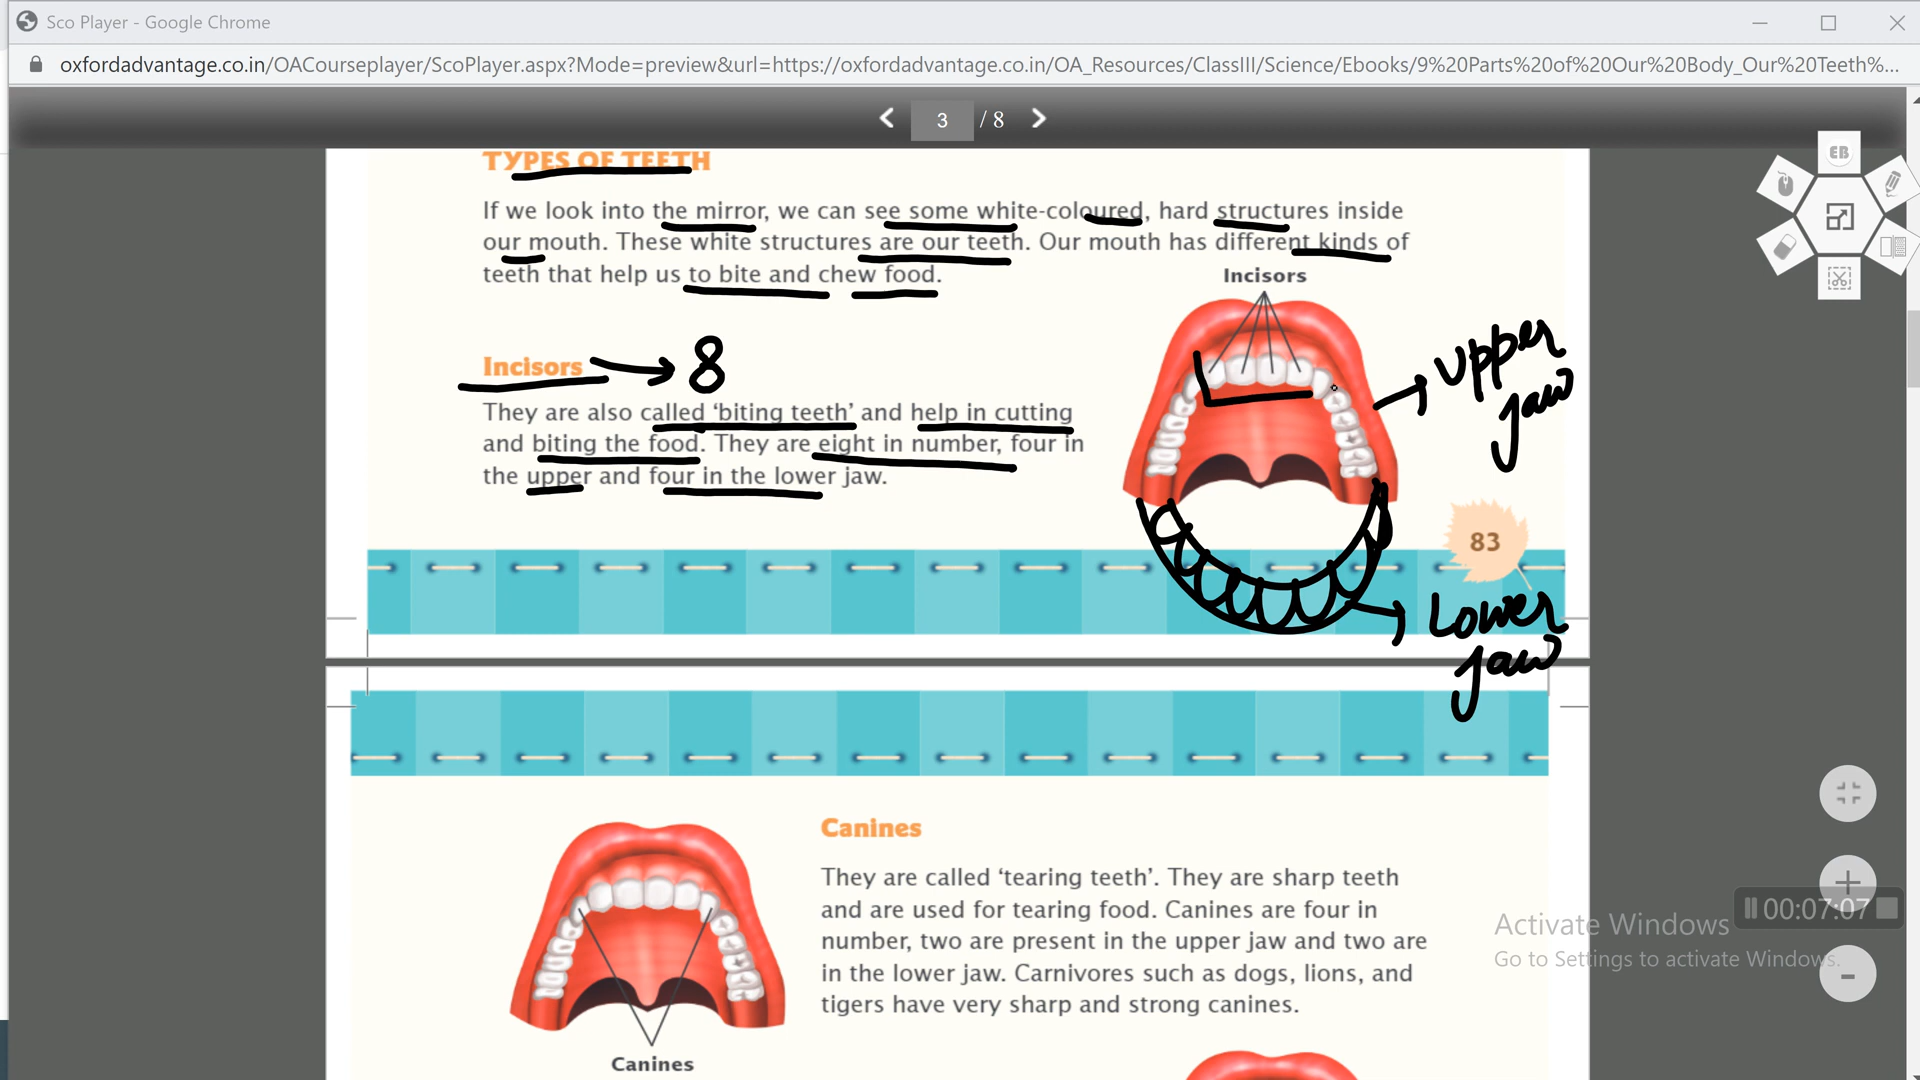 Sco Player - Google Chrome
oxfordadvantage.co.in/OACourseplayer/ScoPlayer.aspx?Mode=preview&url=https://oxfordadvantage.co.in/OA_Resources/ClassIII/Science/Ebooks/9%20Parts%20of%20Our%20Body_Our%20Teeth%...
3 / 8
EB
TYPES OF TEETH
If we look into the mirror, we can see some white-coloured, hard structures inside
our mouth. These white structures are our teeth. Our mouth has different kinds of
teeth that help us to bite and chew food.
Incisors
Incisors → 8
They are also called ‘biting teeth’ and help in cutting
and biting the food. They are eight in number, four in
the upper and four in the lower jaw.
Upper
jaw
83
Lower
jaw
Canines
They are called ‘tearing teeth’. They are sharp teeth
and are used for tearing food. Canines are four in
number, two are present in the upper jaw and two are
in the lower jaw. Carnivores such as dogs, lions, and
tigers have very sharp and strong canines.
Canines
00:07:07
Activate Windows
Go to Settings to activate Windows.